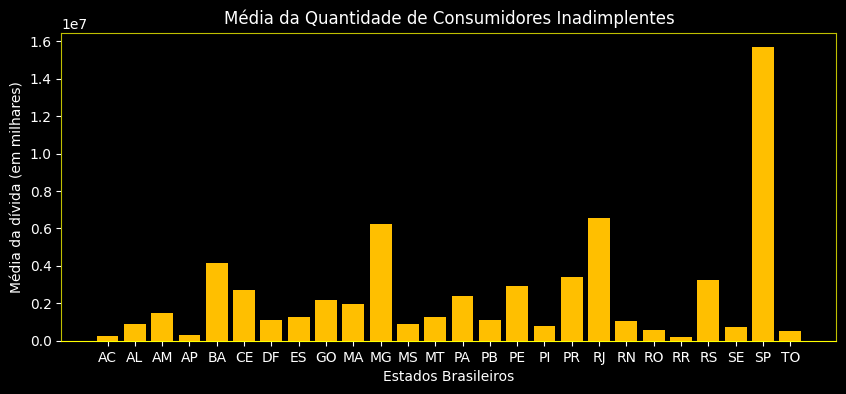 Média da Quantidade de Consumidores Inadimplentes
1e7
1.6
1.4
1.2
1.0
0.8
0.6
0.4
0.2
0.0
Média da dívida (em milhares)
AC AL AM AP BA CE DF ES GO MA MG MS MT PA PB PE PI PR RJ RN RO RR RS SE SP TO
Estados Brasileiros